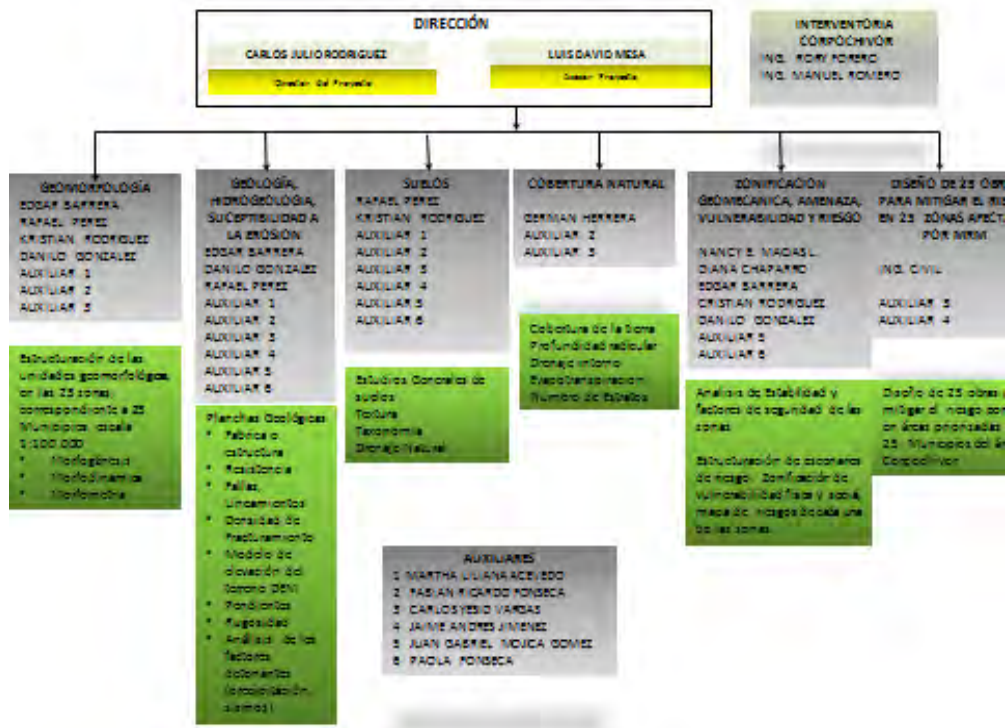 DIRECCIÓN
CARLOS JULIO RODRIGUEZ
Director del Proyecto
LUIS DAVID MESA
Asesor Proyecto
INTERVENTORIA
CORPOCHIVOR
ING. RORY FORERO
ING. MANUEL ROMERO
GEOMORFOLOGÍA
EDGAR BARRERA
RAFAEL PEREZ
KRISTIAN RODRIGUEZ
DANILO GONZALEZ
AUXILIAR 1
AUXILIAR 2
AUXILIAR 3
Estructuración de las
unidades geomorfológicas,
en las 25 zonas,
correspondiente a 25
Municipios, escala
1:100.000
• Morfogénesis
• Morfodinámica
• Morfometría
GEOLOGÍA,
HIDROGEOLOGÍA,
SUCEPTIBILIDAD A
LA EROSIÓN
EDGAR BARRERA
DANILO GONZALEZ
RAFAEL PEREZ
AUXILIAR 1
AUXILIAR 2
AUXILIAR 3
AUXILIAR 4
AUXILIAR 5
AUXILIAR 6
Planchas Geológicas
• Fabrica o
estructura
• Resistencia
• Fallas,
Lineamientos
• Densidad de
Fracturamiento
• Modelo de
elevación del
terreno DEM
• Pendientes
• Rugosidad
• Análisis de los
factores
detonantes
(precipitación,
sismos)
SUELOS
RAFAEL PEREZ
KRISTIAN RODRIGUEZ
AUXILIAR 1
AUXILIAR 2
AUXILIAR 3
AUXILIAR 4
AUXILIAR 5
AUXILIAR 6
Estudios Generales de
suelos
Textura
Taxonomía
Drenaje Natural
COBERTURA NATURAL
GERMAN HERRERA
AUXILIAR 2
AUXILIAR 3
Cobertura de la tierra
Profundidad radicular
Drenaje interno
Evapotranspiracion
Numero de Estratos
ZONIFICACIÓN
GEOMECANICA, AMENAZA,
VULNERABILIDAD Y RIESGO
NANCY E. MACIAS L.
DIANA CHAPARRO
EDGAR BARRERA
CRISTIAN RODRIGUEZ
DANILO GONZALEZ
AUXILIAR 5
AUXILIAR 6
Analisis de Estabilidad y
factores de seguridad de las
zonas
Estructuración de escenarios
de riesgo. Zonificación de
vulnerabilidad física y social,
mapa de riesgos de cada una
de las zonas.
DISEÑO DE 25 OBR
PARA MITIGAR EL RIE
EN 25 ZONAS AFECT
POR MRM
ING. CIVIL
AUXILIAR 3
AUXILIAR 4
Diseño de 25 obras
mitigar el riesgo por
en áreas priorizadas
25 Municipios del ár
Corpochivor
AUXILIARES
1 MARTHA LILIANA ACEVEDO
2 FABIAN RICARDO FONSECA
3 CARLOS YESID VARGAS
4 JAIME ANDRES JIMENEZ
5 JUAN GABRIEL MOJICA GOMEZ
6 PAOLA FONSECA